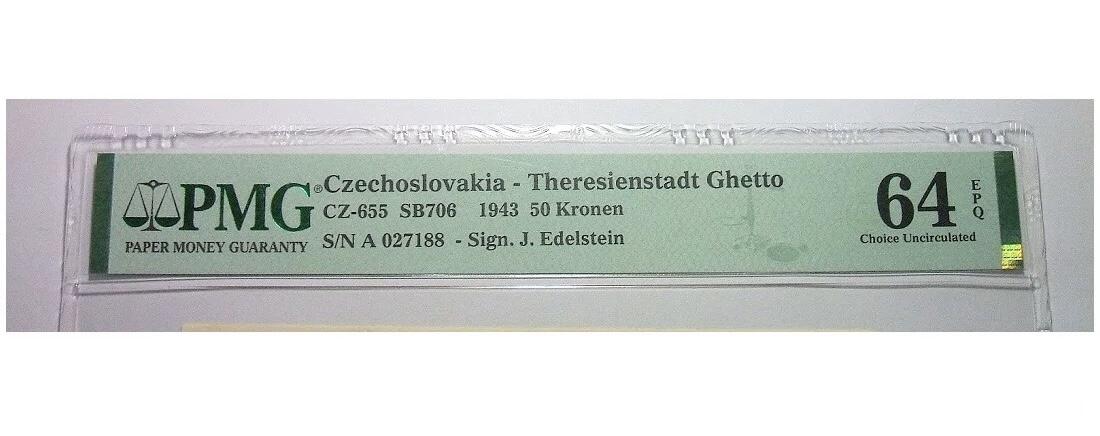 PMG®
PAPER MONEY GUARANTY
Czechoslovakia - Theresienstadt Ghetto
CZ-655 SB706 1943 50 Kronen
S/N A 027188 - Sign. J. Edelstein
64
EPQ
Choice Uncirculated